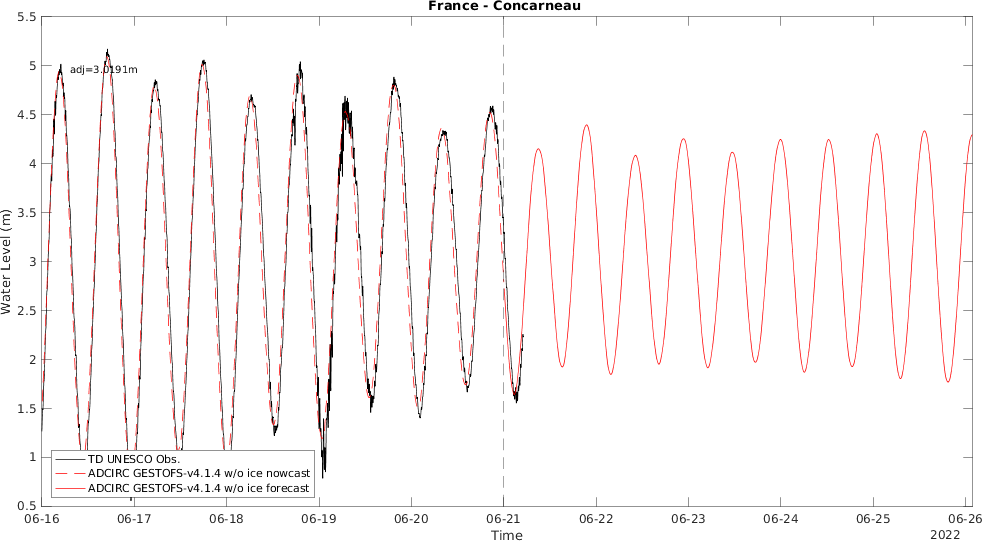 France - Concarneau
5.5
5
4.5
4
3.5
3
2.5
2
1.5
1
0.5
Water Level (m)
adj=3.0191m
TD UNESCO Obs.
ADCIRC GESTOFS-v4.1.4 w/o ice nowcast
ADCIRC GESTOFS-v4.1.4 w/o ice forecast
06-16 06-17 06-18 06-19 06-20 06-21 06-22 06-23 06-24 06-25 06-26
Time
2022